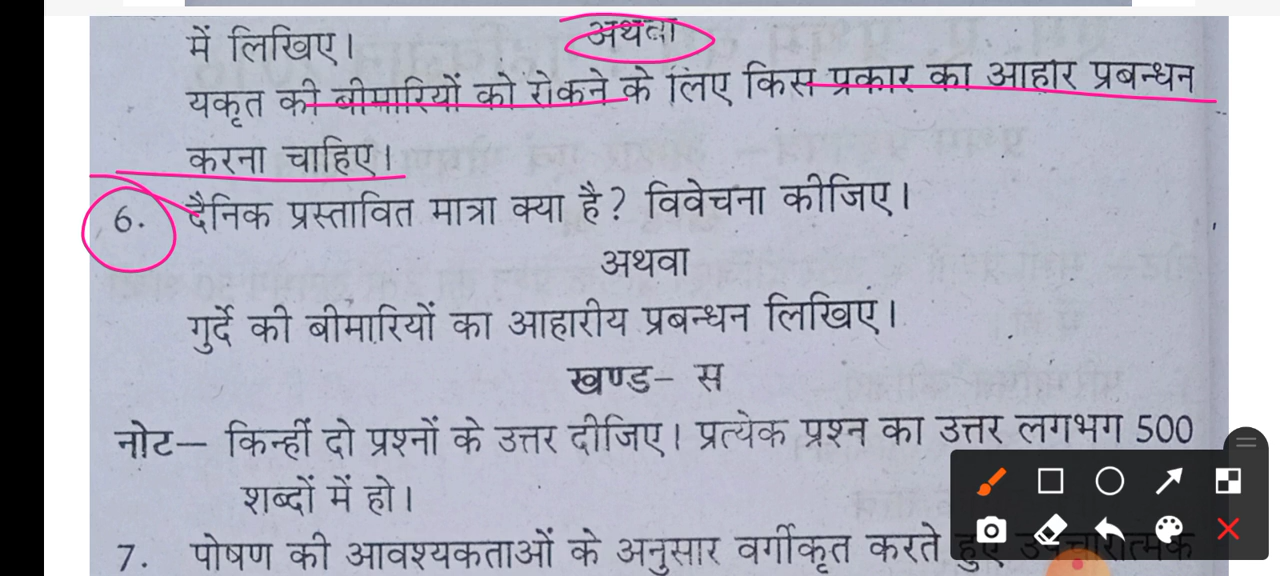 में लिखिए।
अथवा
यकृत की बीमारियों को रोकने के लिए किस प्रकार का आहार प्रबन्धन
करना चाहिए।
6. दैनिक प्रस्तावित मात्रा क्या है? विवेचना कीजिए।
अथवा
गुर्दे की बीमारियों का आहारीय प्रबन्धन लिखिए।
खण्ड- स
नोट- किन्हीं दो प्रश्नों के उत्तर दीजिए। प्रत्येक प्रश्न का उत्तर लगभग 500
शब्दों में हो।
7. पोषण की आवश्यकताओं के अनुसार वर्गीकृत करते हुए